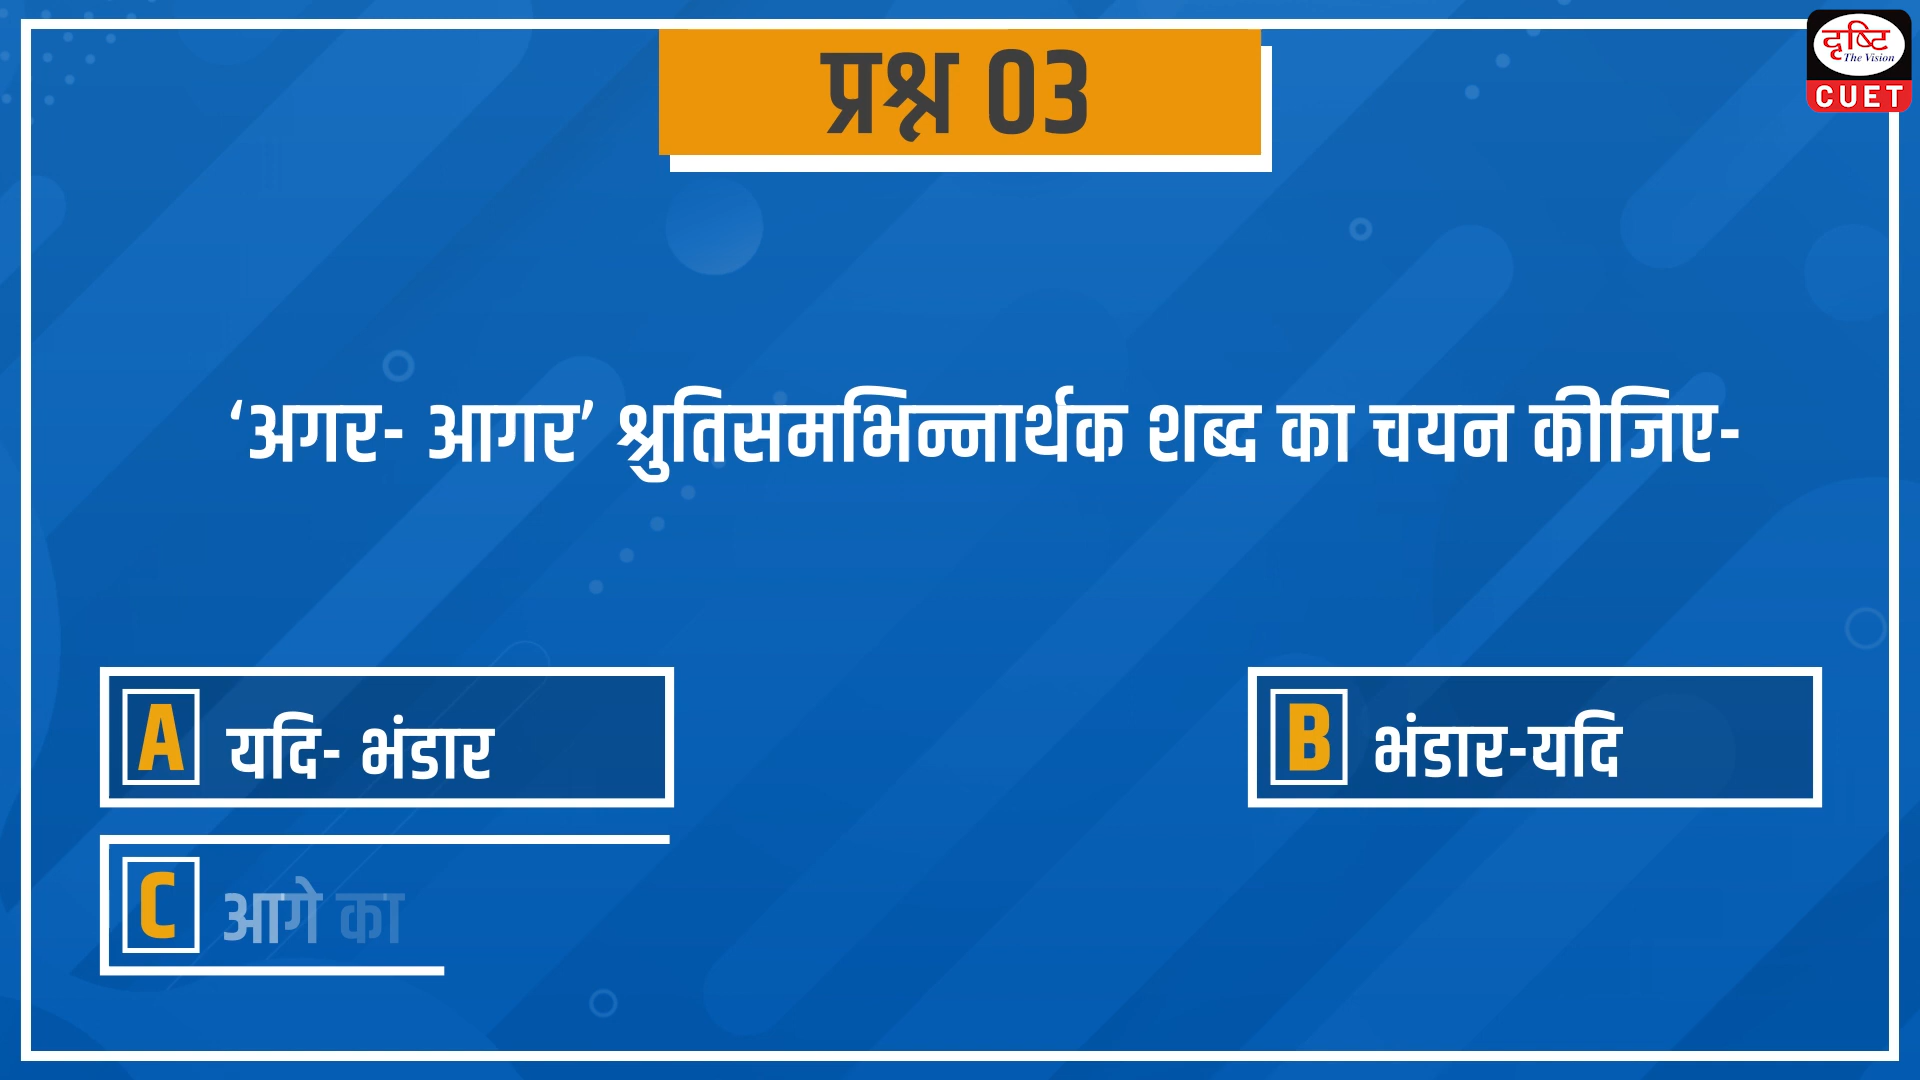 दृष्टि
The Vision
CUET
प्रश्न 03
‘अगर- आगर’ श्रुतिसमभिन्नार्थक शब्द का चयन कीजिए-
A यदि- भंडार
B भंडार-यदि
C आगे का